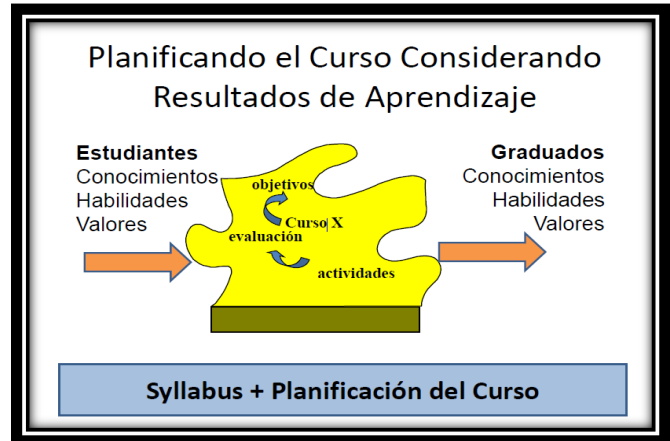 Planificando el Curso Considerando
Resultados de Aprendizaje
Estudiantes
Conocimientos
Habilidades
Valores
objetivos
Curso X
evaluación
actividades
Graduados
Conocimientos
Habilidades
Valores
Syllabus + Planificación del Curso